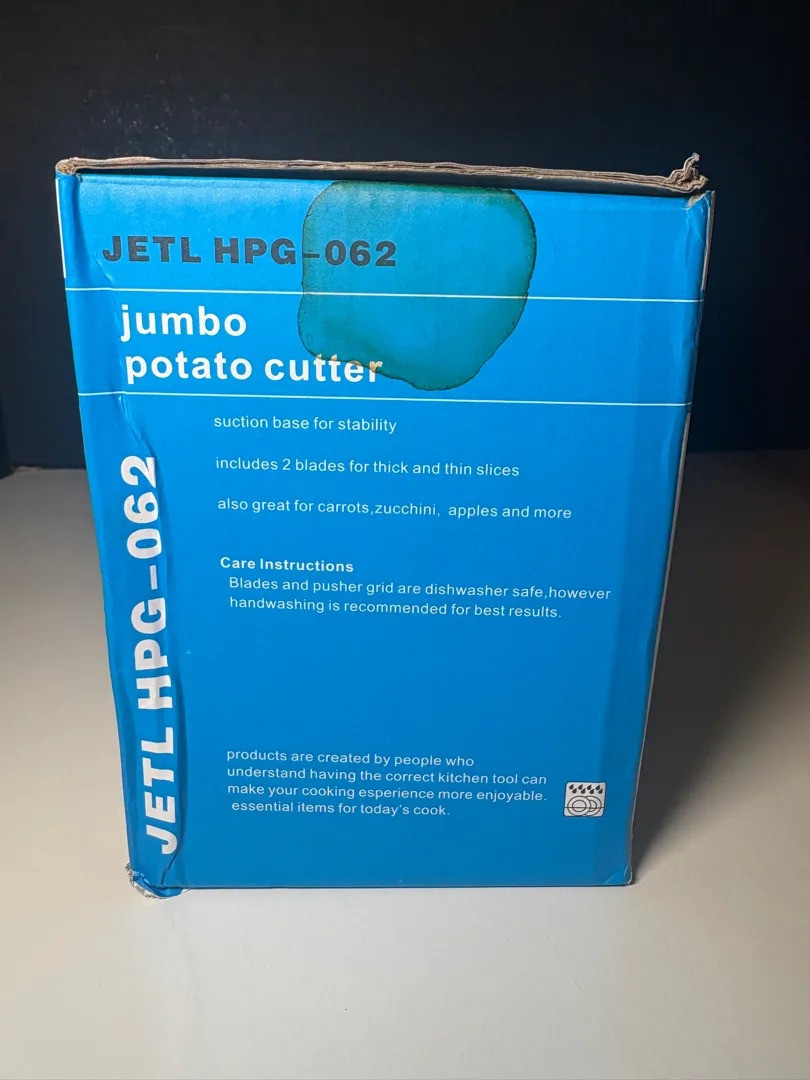 JETL HPG-062
jumbo
potato cutter
suction base for stability
includes 2 blades for thick and thin slices
also great for carrots,zucchini, apples and more
Care Instructions
Blades and pusher grid are dishwasher safe,however
handwashing is recommended for best results.
products are created by people who
understand having the correct kitchen tool can
make your cooking esperience more enjoyable.
essential items for today's cook.
JETL HPG-062